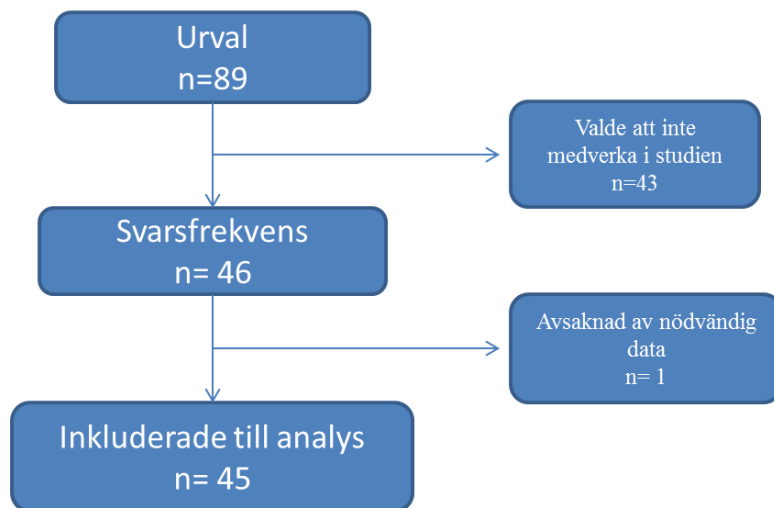 Urval
n=89
Valde att inte
medverka i studien
n=43
Svarsfrekvens
n= 46
Avsaknad av nödvändig
data
n= 1
Inkluderade till analys
n= 45